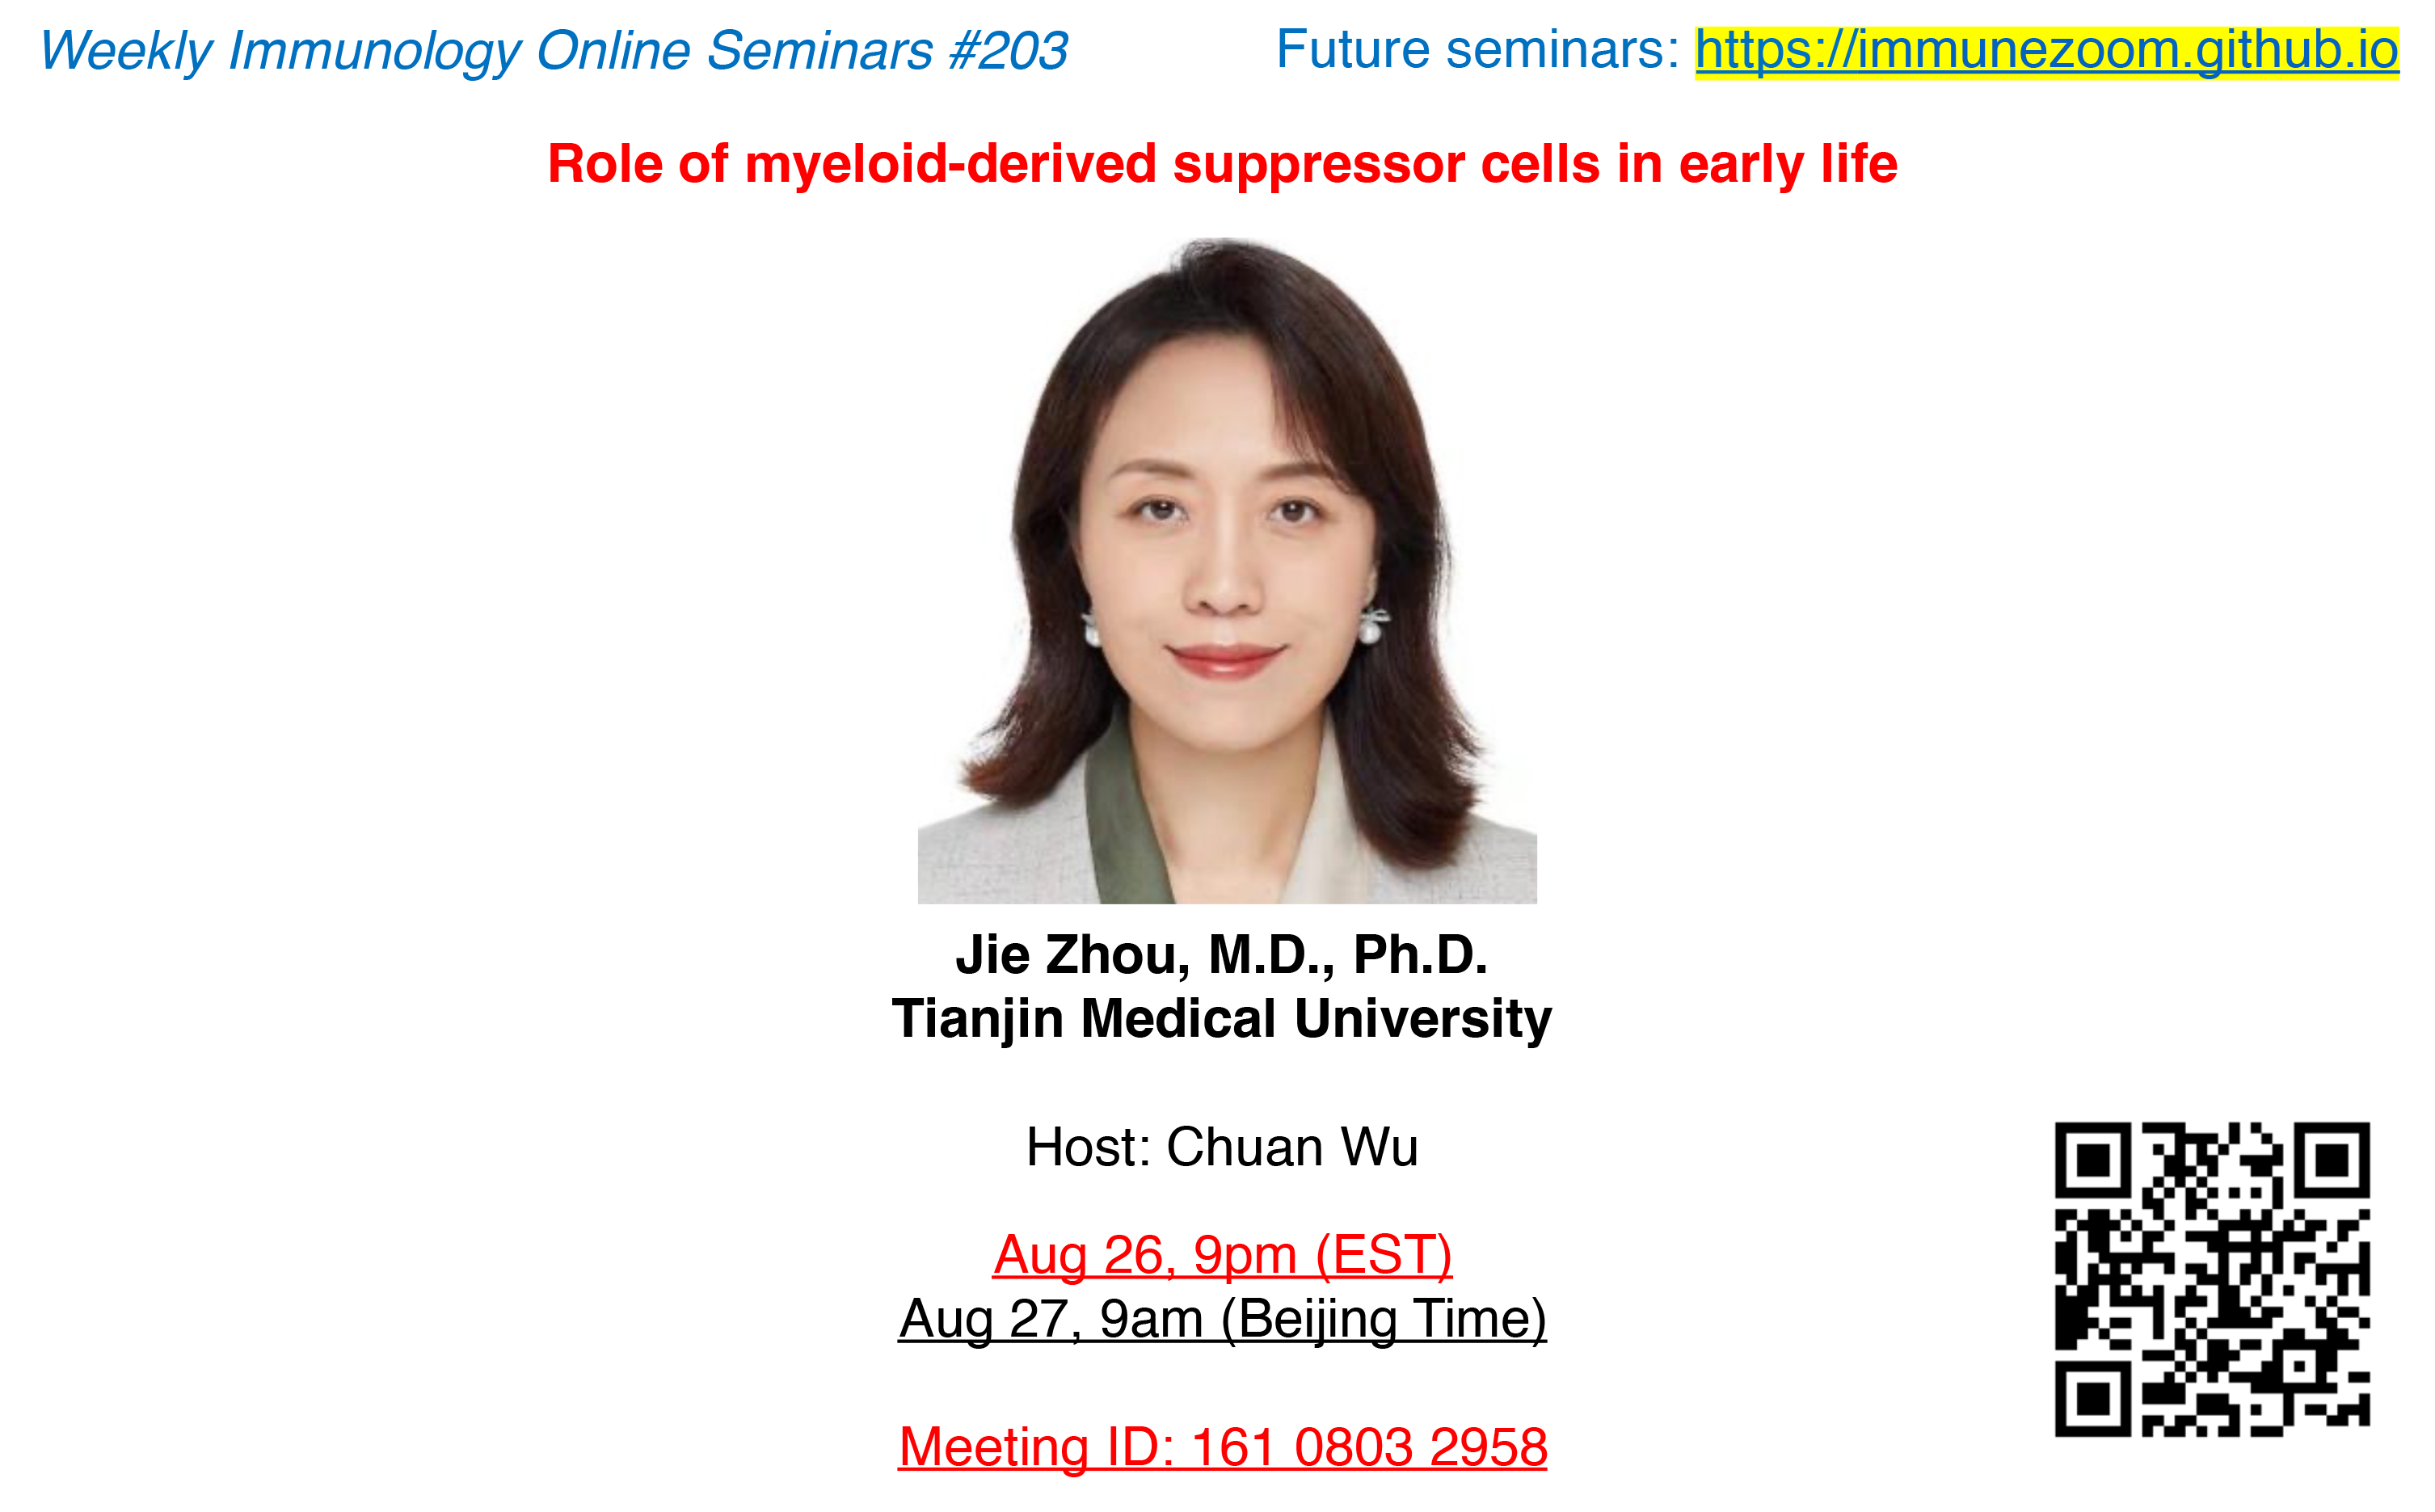 Weekly Immunology Online Seminars #203
Future seminars: https://immunezoom.github.io
Role of myeloid-derived suppressor cells in early life
Jie Zhou, M.D., Ph.D.
Tianjin Medical University
Host: Chuan Wu
Aug 26, 9pm (EST)
Aug 27, 9am (Beijing Time)
Meeting ID: 161 0803 2958